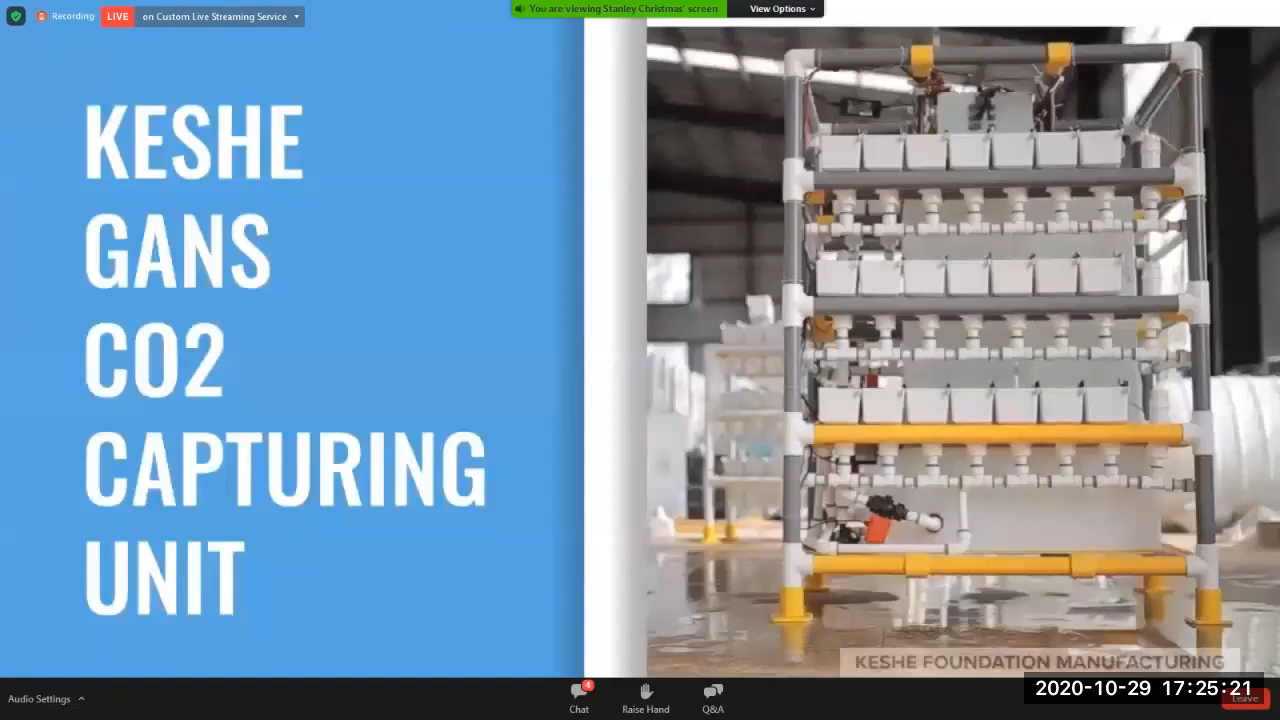 Recording
LIVE
on Custom Live Streaming Service
You are viewing Stanley Christmas' screen
View Options
KESHE
GANS
CO2
CAPTURING
UNIT
KESHE FOUNDATION MANUFACTURING
2020-10-29 17:25:21
Audio Settings
4
Chat
Raise Hand
Q&A
Leave